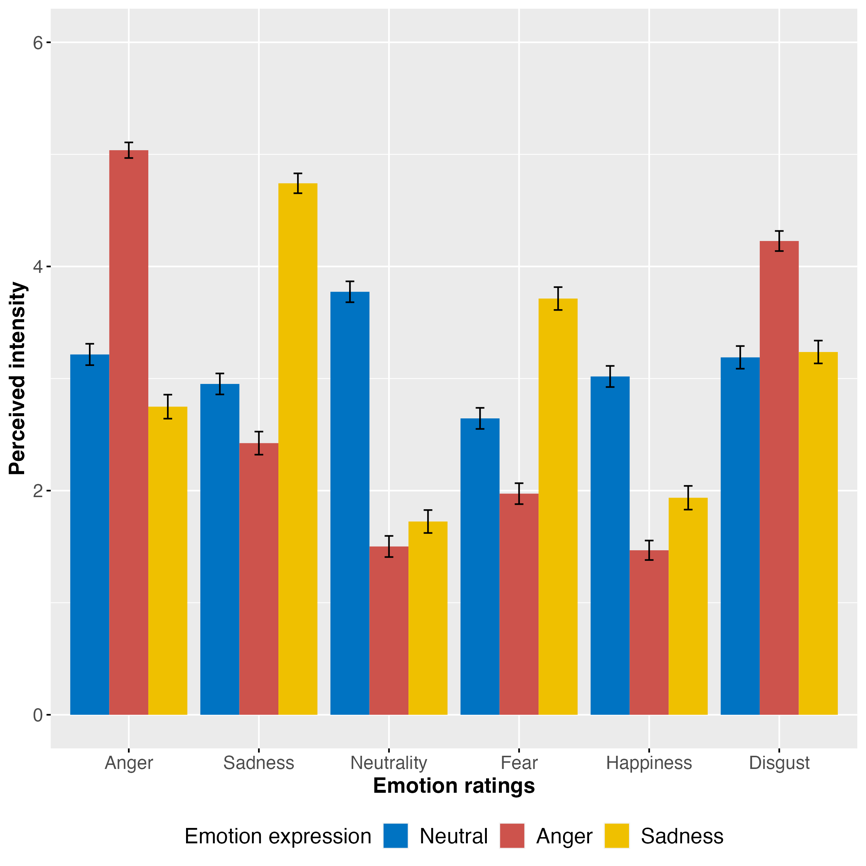 6
4
2
0
Perceived intensity
Anger Sadness Neutrality Fear Happiness Disgust
Emotion ratings
Emotion expression Neutral Anger Sadness